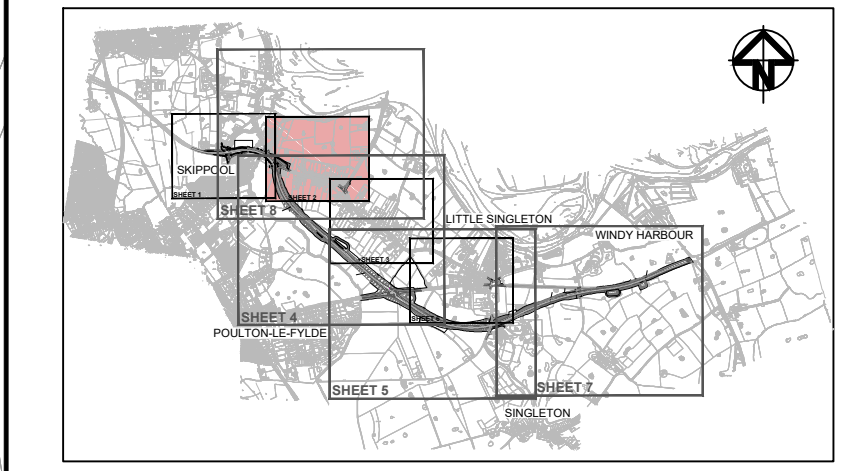 N
SKIPPOOL
SHEET 1
SHEET 2
SHEET 8
LITTLE SINGLETON
WINDY HARBOUR
SHEET 3
SHEET 4
SHEET 6
POULTON-LE-FYLDE
SHEET 5
SHEET 7
SINGLETON